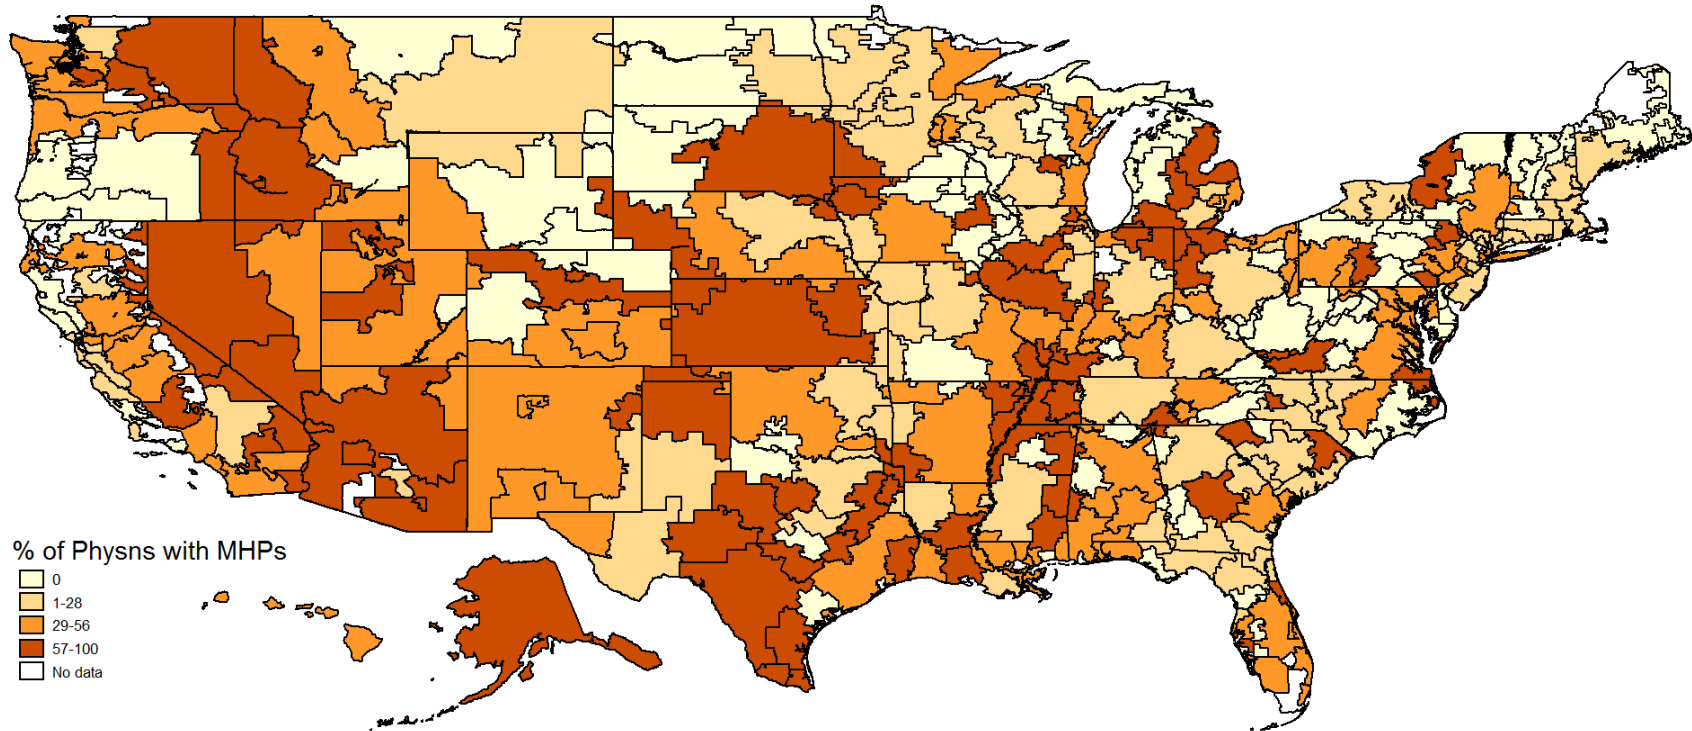 % of Physns with MHPs
0
1-28
29-56
57-100
No data